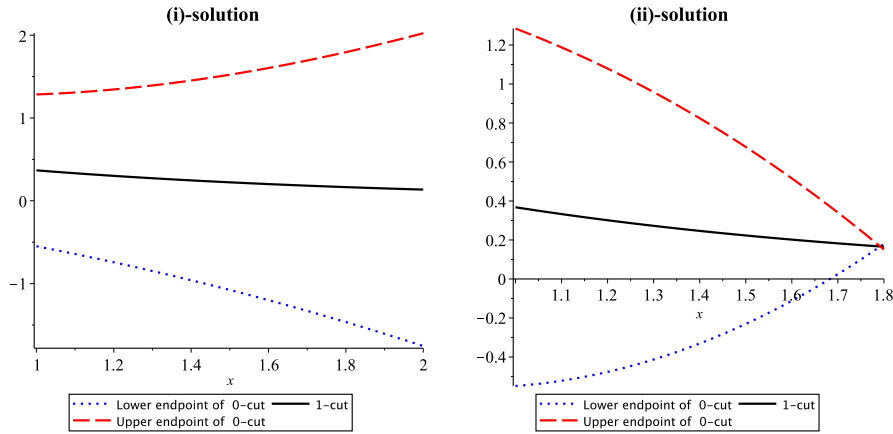 (i)-solution
2
1
0
−1
1
1.2
1.4
1.6
1.8
2
x
Lower endpoint of 0-cut
1-cut
Upper endpoint of 0-cut
(ii)-solution
1.2
1
0.8
0.6
0.4
0.2
0
−0.2
−0.4
1.1
1.2
1.3
1.4
1.5
1.6
1.7
1.8
x
Lower endpoint of 0-cut
1-cut
Upper endpoint of 0-cut